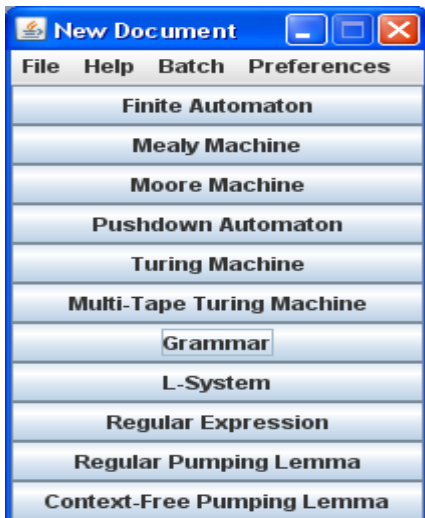 New Document
File Help Batch Preferences
Finite Automaton
Mealy Machine
Moore Machine
Pushdown Automaton
Turing Machine
Multi-Tape Turing Machine
Grammar
L-System
Regular Expression
Regular Pumping Lemma
Context-Free Pumping Lemma